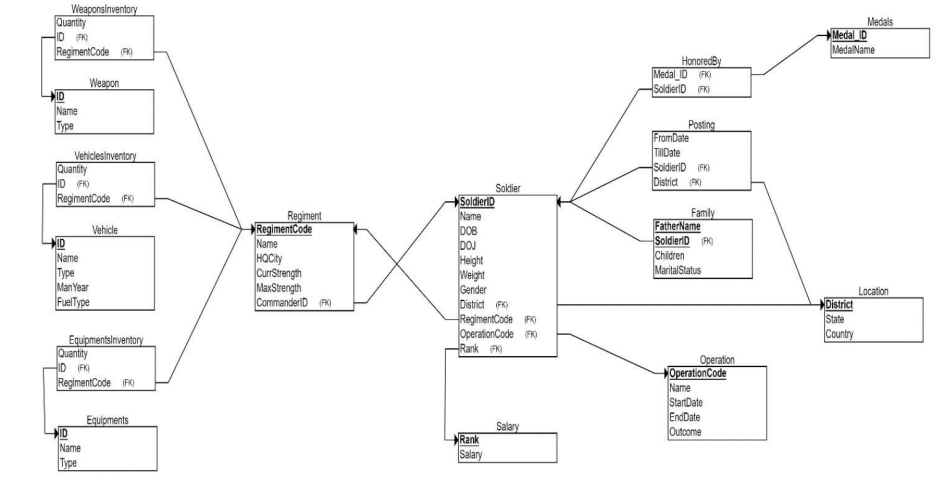 WeaponsInventory
Quantity
ID (FK)
RegimentCode (FK)
Weapon
ID
Name
Type
VehiclesInventory
Quantity
ID (FK)
RegimentCode (FK)
Vehicle
ID
Name
Type
ManYear
FuelType
EquipmentsInventory
Quantity
ID (FK)
RegimentCode (FK)
Equipments
ID
Name
Type
Regiment
RegimentCode
Name
HQCity
CurrStrength
MaxStrength
CommanderID (FK)
Soldier
SoldierID
Name
DOB
DOJ
Height
Weight
Gender
District (FK)
RegimentCode (FK)
OperationCode (FK)
Rank (FK)
Salary
Rank
Salary
HonoredBy
Medal_ID (FK)
SoldierID (FK)
Posting
FromDate
TillDate
SoldierID (FK)
District (FK)
Family
FatherName
SoldierID (FK)
Children
MaritalStatus
Operation
OperationCode
Name
StartDate
EndDate
Outcome
Medals
Medal_ID
MedalName
Location
District
State
Country